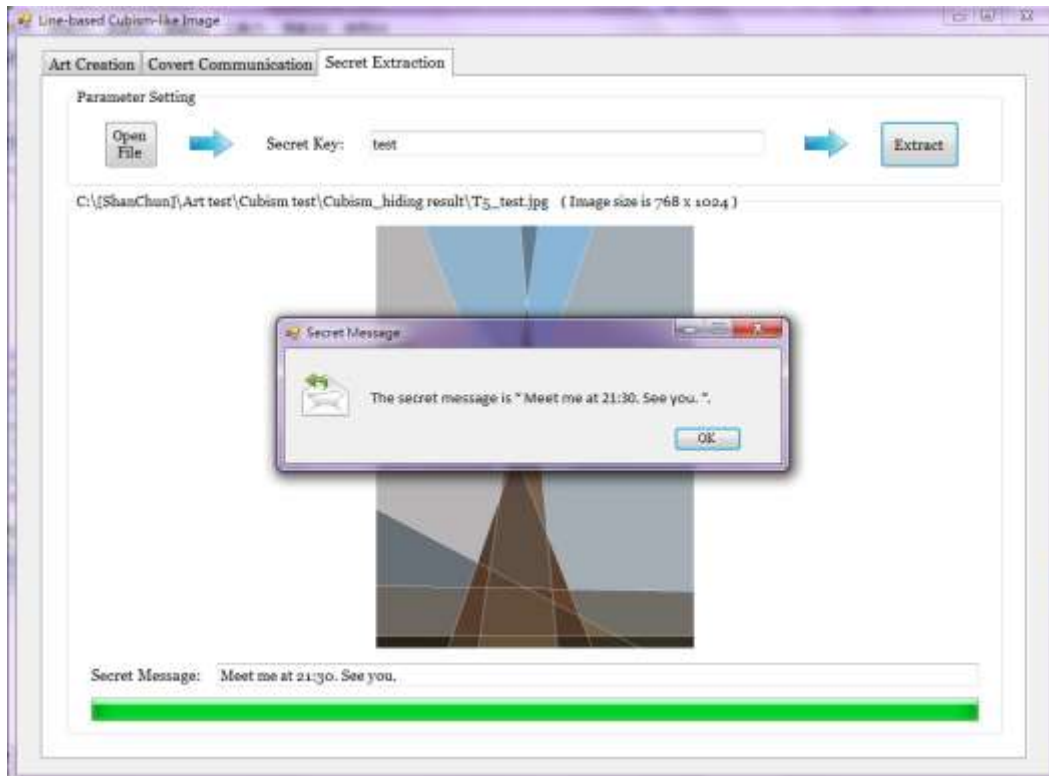 Line-based Cubism-like Image
Art Creation Covert Communication Secret Extraction
Parameter Setting
Open File
Secret Key: test
Extract
C:\[ShanChun]\Art test\Cubism test\Cubism_hiding result\T5_test.jpg ( Image size is 768 x 1024 )
Secret Message
The secret message is " Meet me at 21:30. See you. ".
OK
Secret Message: Meet me at 21:30. See you.